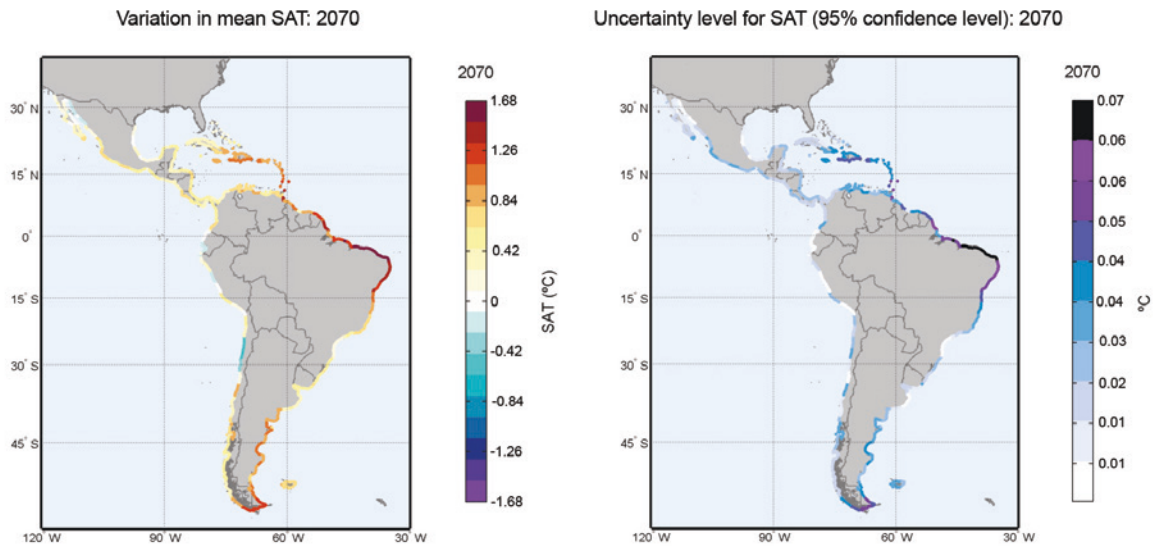 Variation in mean SAT: 2070
Uncertainty level for SAT (95% confidence level): 2070
2070
1.68
1.26
0.84
0.42
0
-0.42
-0.84
-1.26
-1.68
SAT (ºC)
30° N
15° N
0°
15° S
30° S
45° S
120 W
90 W
60 W
30 W
2070
0.07
0.06
0.06
0.05
0.04
0.04
0.03
0.02
0.01
0.01
ºC
30° N
15° N
0°
15° S
30° S
45° S
120 W
90 W
60 W
30 W